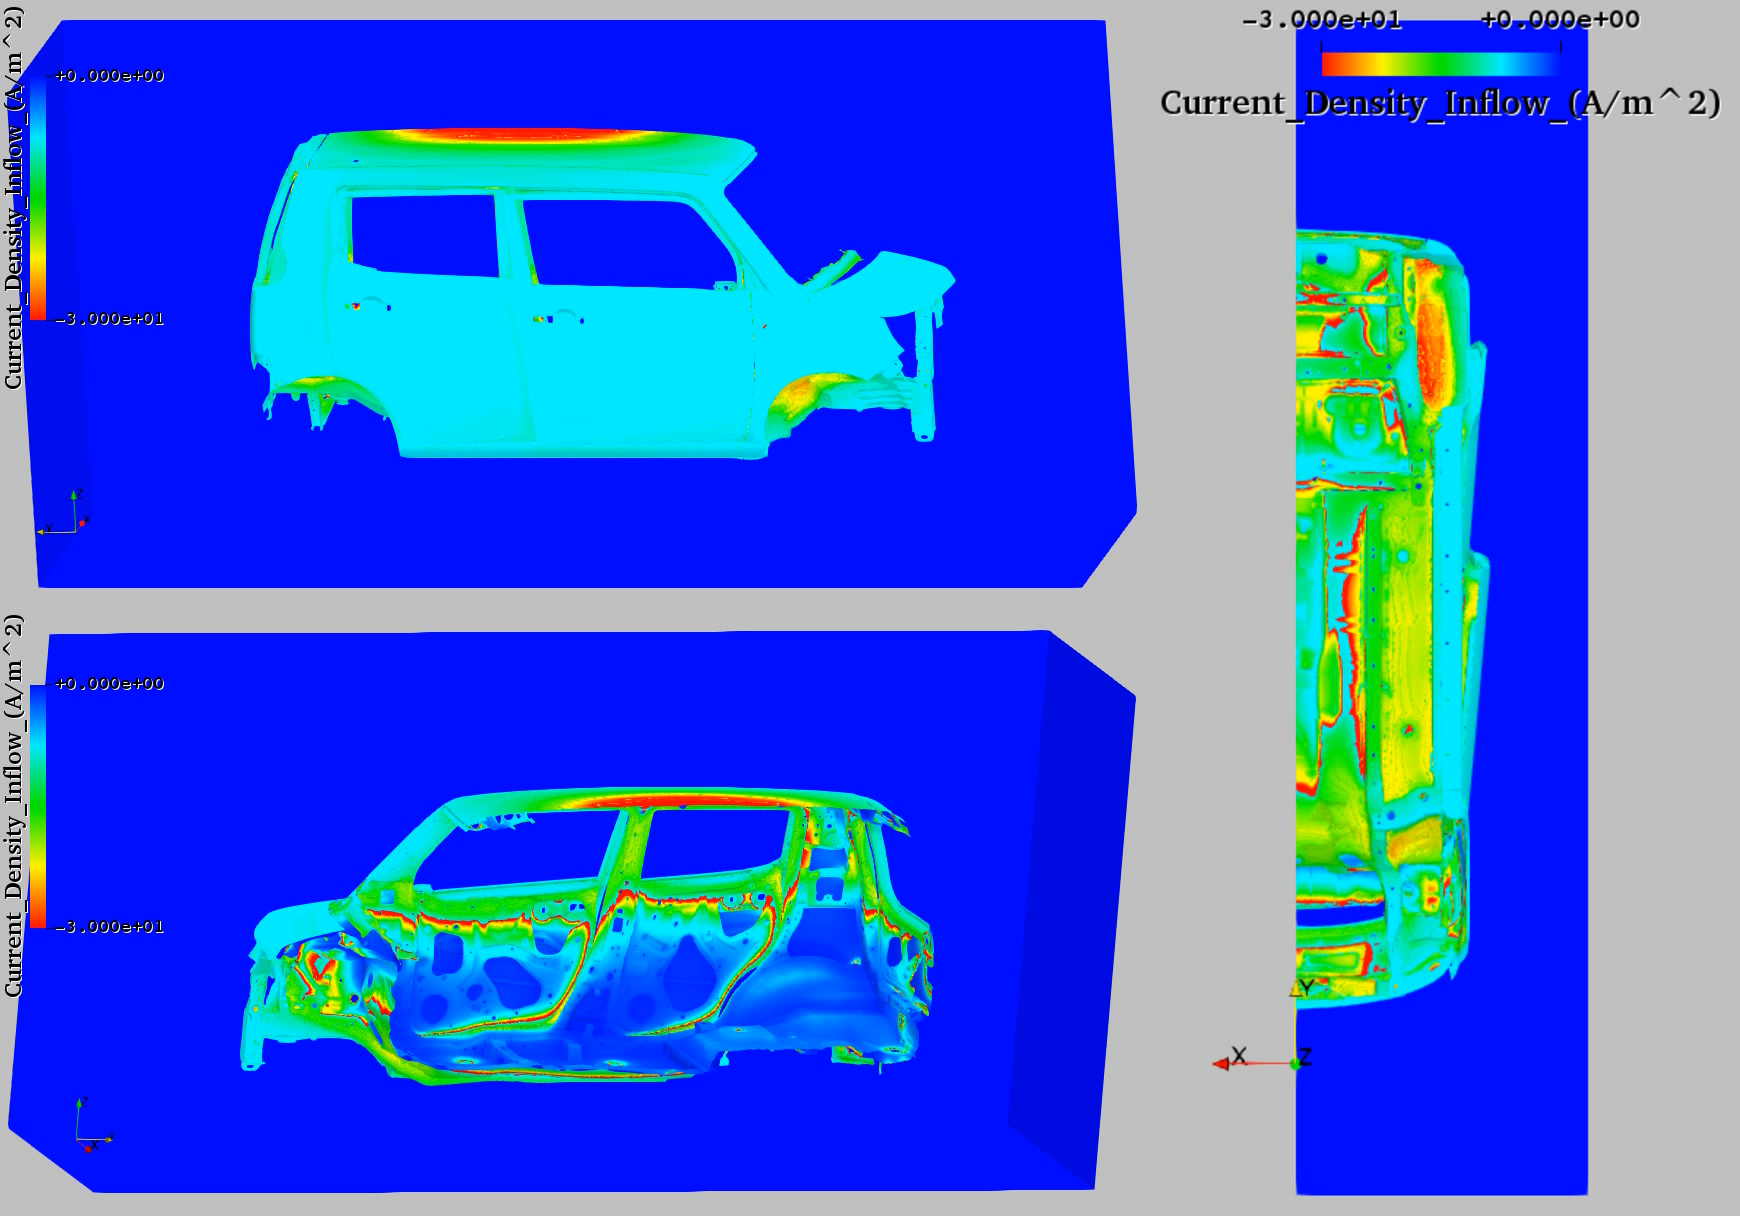 Current_Density_Inflow_(A/m^2)
+0.000e+00
-3.000e+01
Z
Y
X
-3.000e+01 +0.000e+00
Current_Density_Inflow_(A/m^2)
Y
X Z
Current_Density_Inflow_(A/m^2)
+0.000e+00
-3.000e+01
Z
Y
X